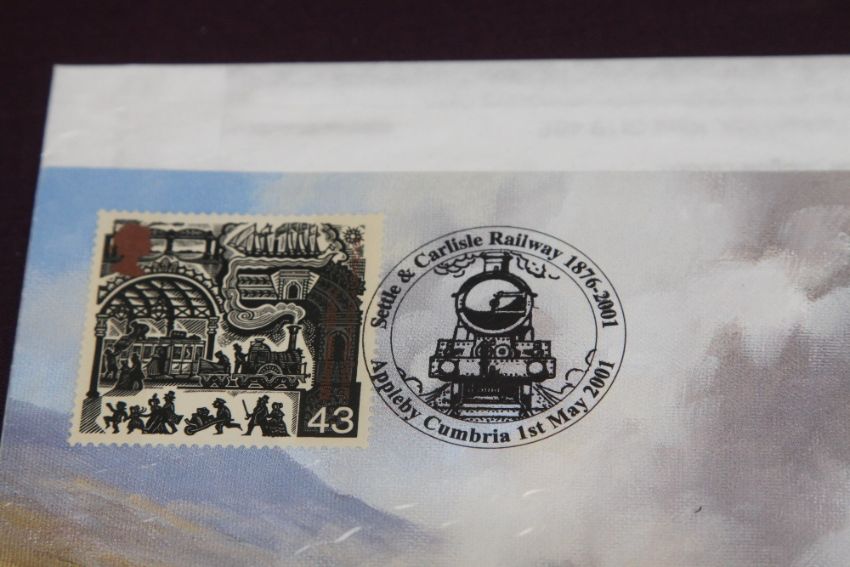 43
Settle & Carlisle Railway 1876-2001
Appleby Cumbria 1st May 2001